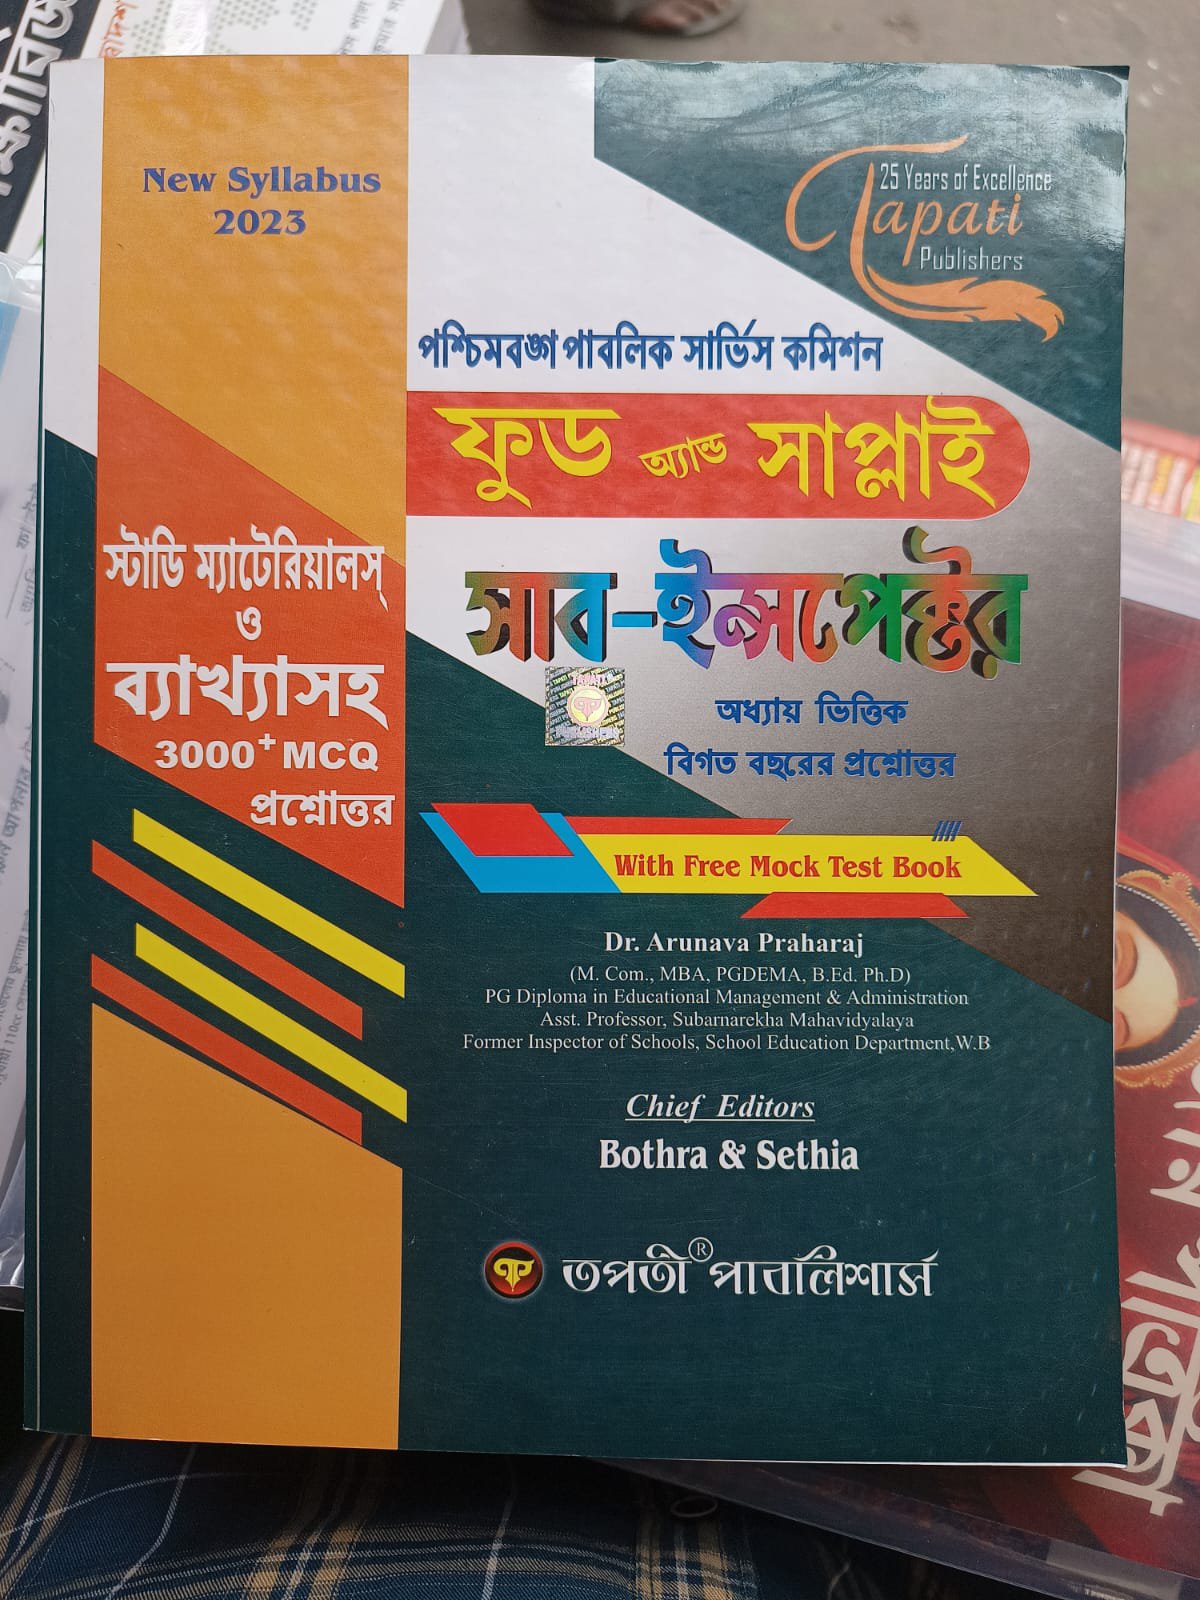 New Syllabus
2023
25 Years of Excellence
Tapati
Publishers
পশ্চিমবঙ্গ পাবলিক সার্ভিস কমিশন
ফুড অ্যান্ড সাপ্লাই
সাব-ইন্সপেক্টর
স্টাডি ম্যাটেরিয়ালস্
ও
ব্যাখ্যাসহ
3000+ MCQ
প্রশ্নোত্তর
TAPATI
PUBLISHERS
অধ্যায় ভিত্তিক
বিগত বছরের প্রশ্নোত্তর
With Free Mock Test Book
Dr. Arunava Praharaj
(M. Com., MBA, PGDEMA, B.Ed. Ph.D)
PG Diploma in Educational Management & Administration
Asst. Professor, Subarnarekha Mahavidyalaya
Former Inspector of Schools, School Education Department,W.B
Chief Editors
Bothra & Sethia
তপতী® পাবলিশার্স